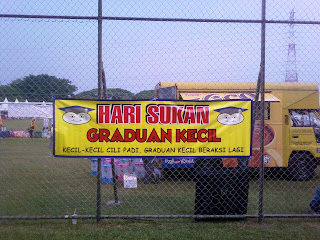 HARI SUKAN
GRADUAN KECIL
KECIL-KECIL CILI PADI, GRADUAN KECIL BERAKSI LAGI